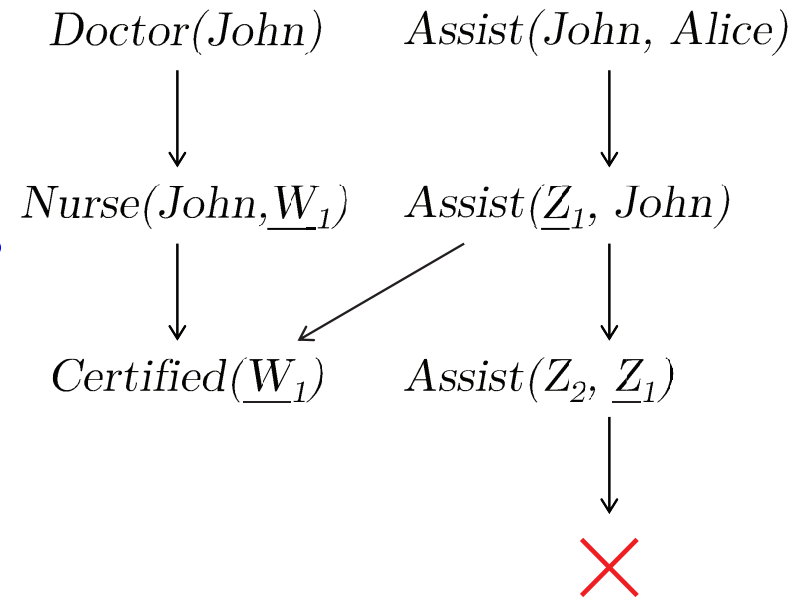 Doctor(John) Assist(John, Alice)
Nurse(John,W1) Assist(Z1, John)
Certified(W1) Assist(Z2, Z1)